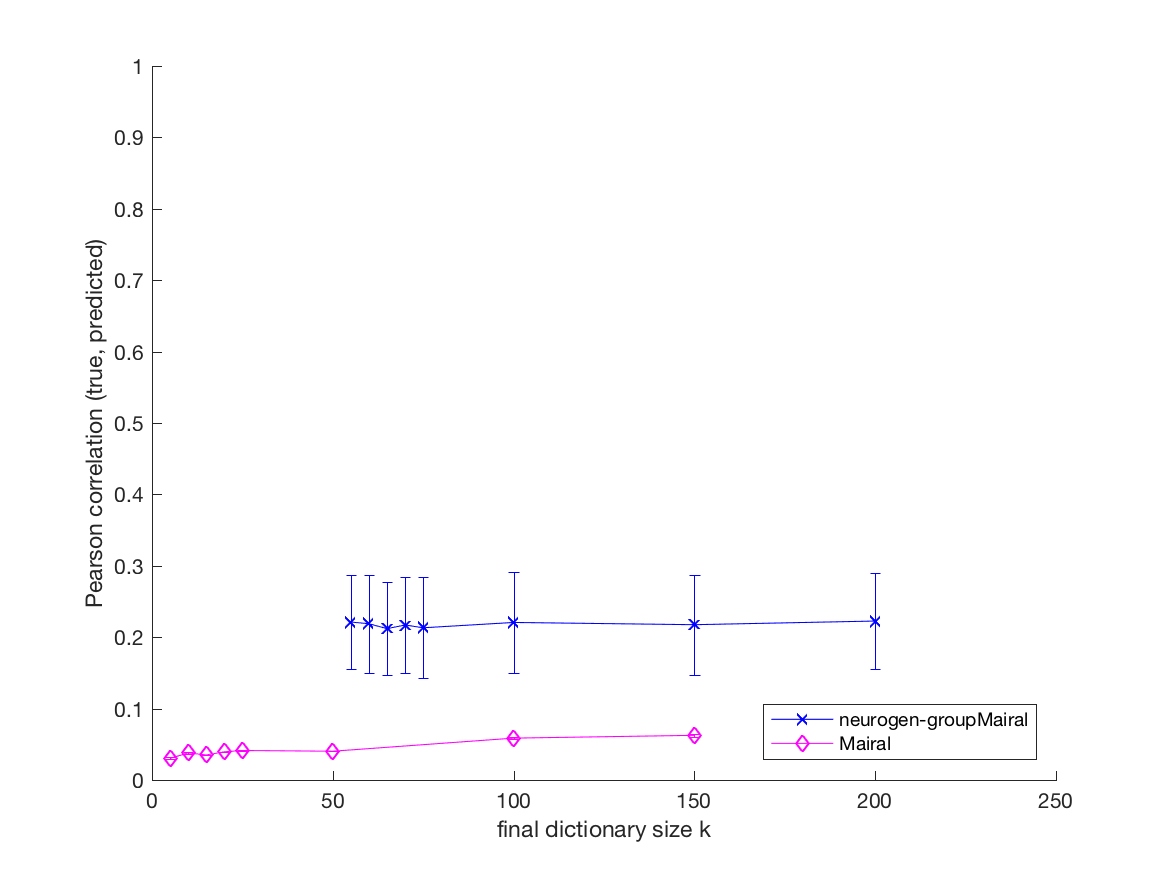 1
0.9
0.8
0.7
0.6
0.5
0.4
0.3
0.2
0.1
0
Pearson correlation (true, predicted)
neurogen-groupMairal
Mairal
0 50 100 150 200 250
final dictionary size k